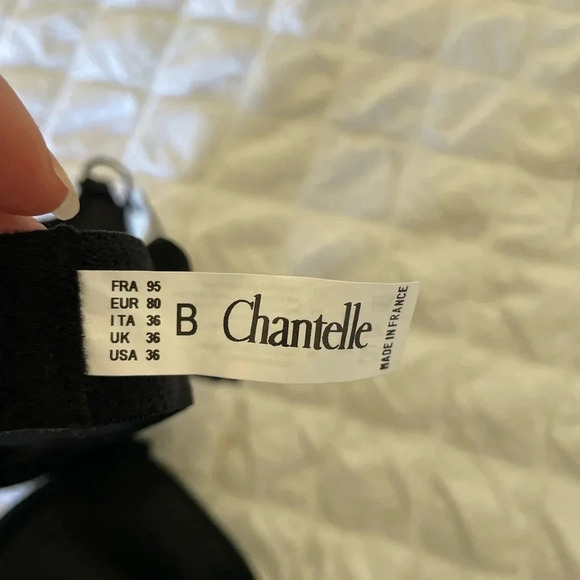 FRA 95
EUR 80
ITA 36
UK 36
USA 36
B
Chantelle
MADE IN FRANCE